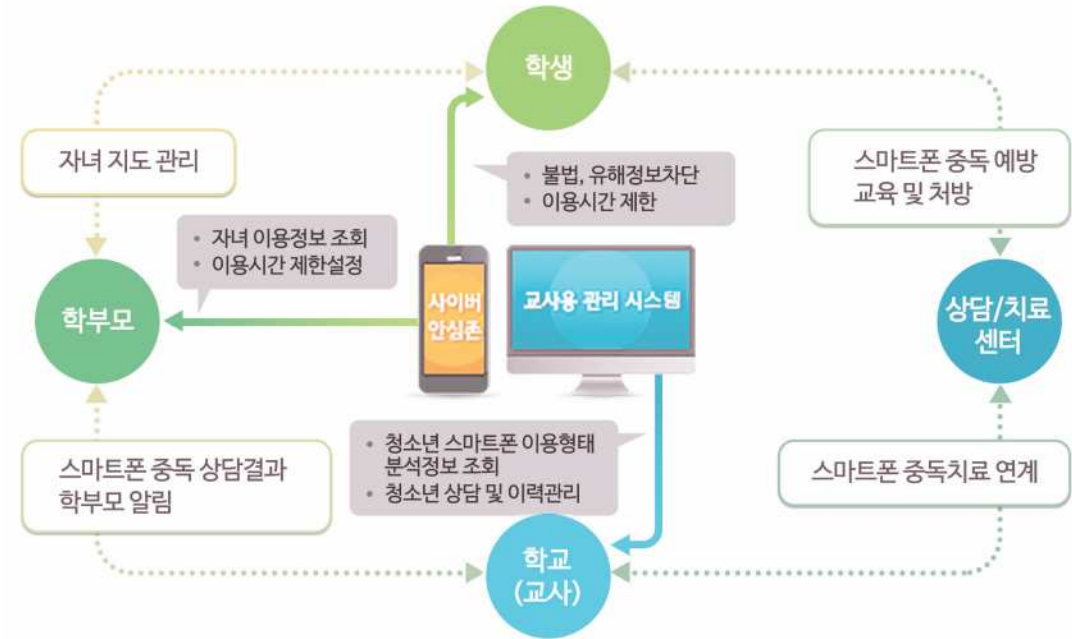 학생
자녀 지도 관리
• 불법, 유해정보차단
• 이용시간 제한
스마트폰 중독 예방
교육 및 처방
• 자녀 이용정보 조회
• 이용시간 제한설정
학부모
사이버
안심존
교사용 관리 시스템
상담/치료
센터
• 청소년 스마트폰 이용형태
분석정보 조회
• 청소년 상담 및 이력관리
스마트폰 중독 상담결과
학부모 알림
스마트폰 중독치료 연계
학교
(교사)